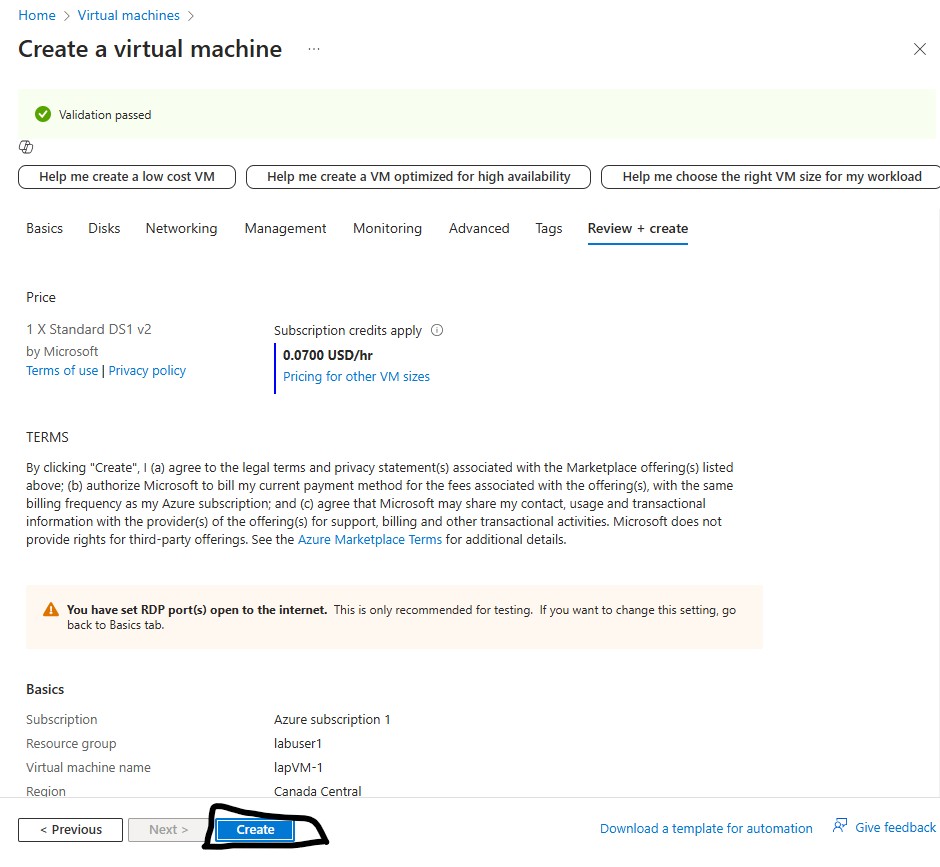 Home > Virtual machines >
Create a virtual machine ...
Validation passed
Help me create a low cost VM Help me create a VM optimized for high availability Help me choose the right VM size for my workload
Basics Disks Networking Management Monitoring Advanced Tags Review + create
Price
1 X Standard DS1 v2
by Microsoft
Terms of use | Privacy policy
Subscription credits apply
0.0700 USD/hr
Pricing for other VM sizes
TERMS
By clicking "Create", I (a) agree to the legal terms and privacy statement(s) associated with the Marketplace offering(s) listed
above; (b) authorize Microsoft to bill my current payment method for the fees associated with the offering(s), with the same
billing frequency as my Azure subscription; and (c) agree that Microsoft may share my contact, usage and transactional
information with the provider(s) of the offering(s) for support, billing and other transactional activities. Microsoft does not
provide rights for third-party offerings. See the Azure Marketplace Terms for additional details.
You have set RDP port(s) open to the internet. This is only recommended for testing. If you want to change this setting, go
back to Basics tab.
Basics
Subscription Azure subscription 1
Resource group labuser1
Virtual machine name lapVM-1
Region Canada Central
< Previous Next > Create Download a template for automation Give feedback